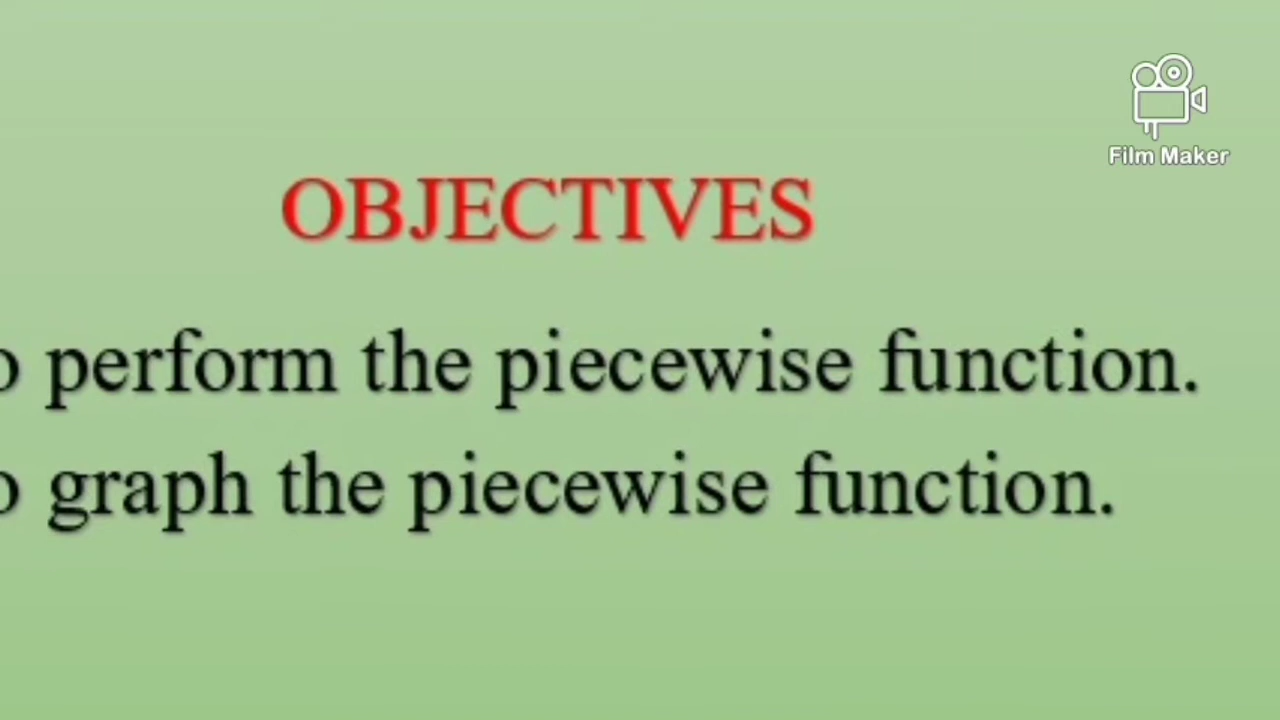 Film Maker
OBJECTIVES
o perform the piecewise function.
o graph the piecewise function.